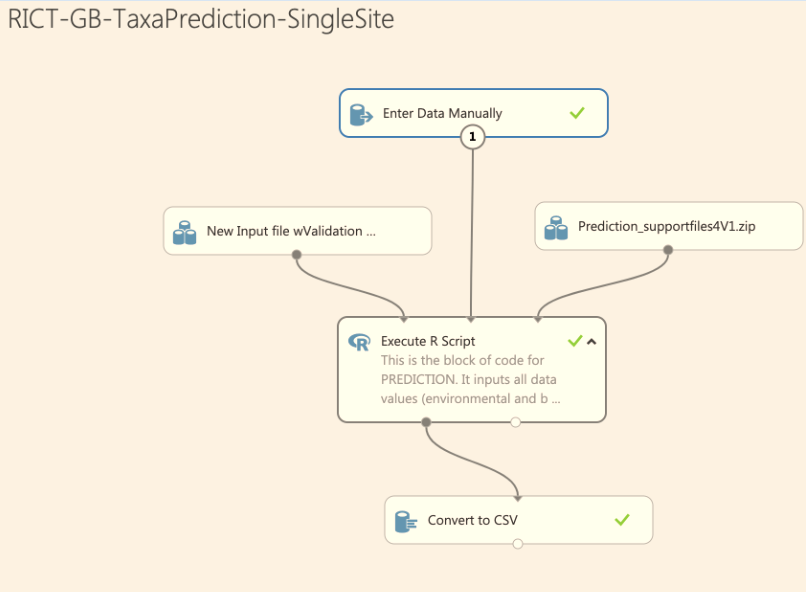 RICT-GB-TaxaPrediction-SingleSite
Enter Data Manually
1
New Input file wValidation ...
Prediction_supportfiles4V1.zip
Execute R Script
This is the block of code for
PREDICTION. It inputs all data
values (environmental and b ...
Convert to CSV